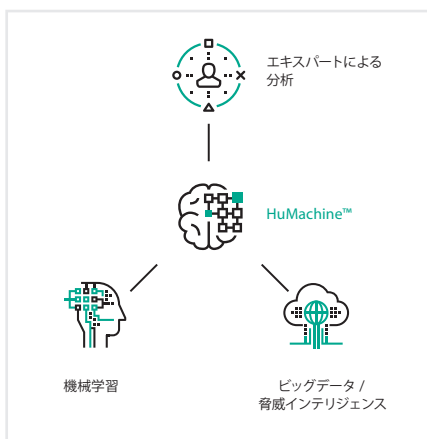 エキスパートによる
分析
HuMachine™
機械学習
ビッグデータ /
脅威インテリジェンス